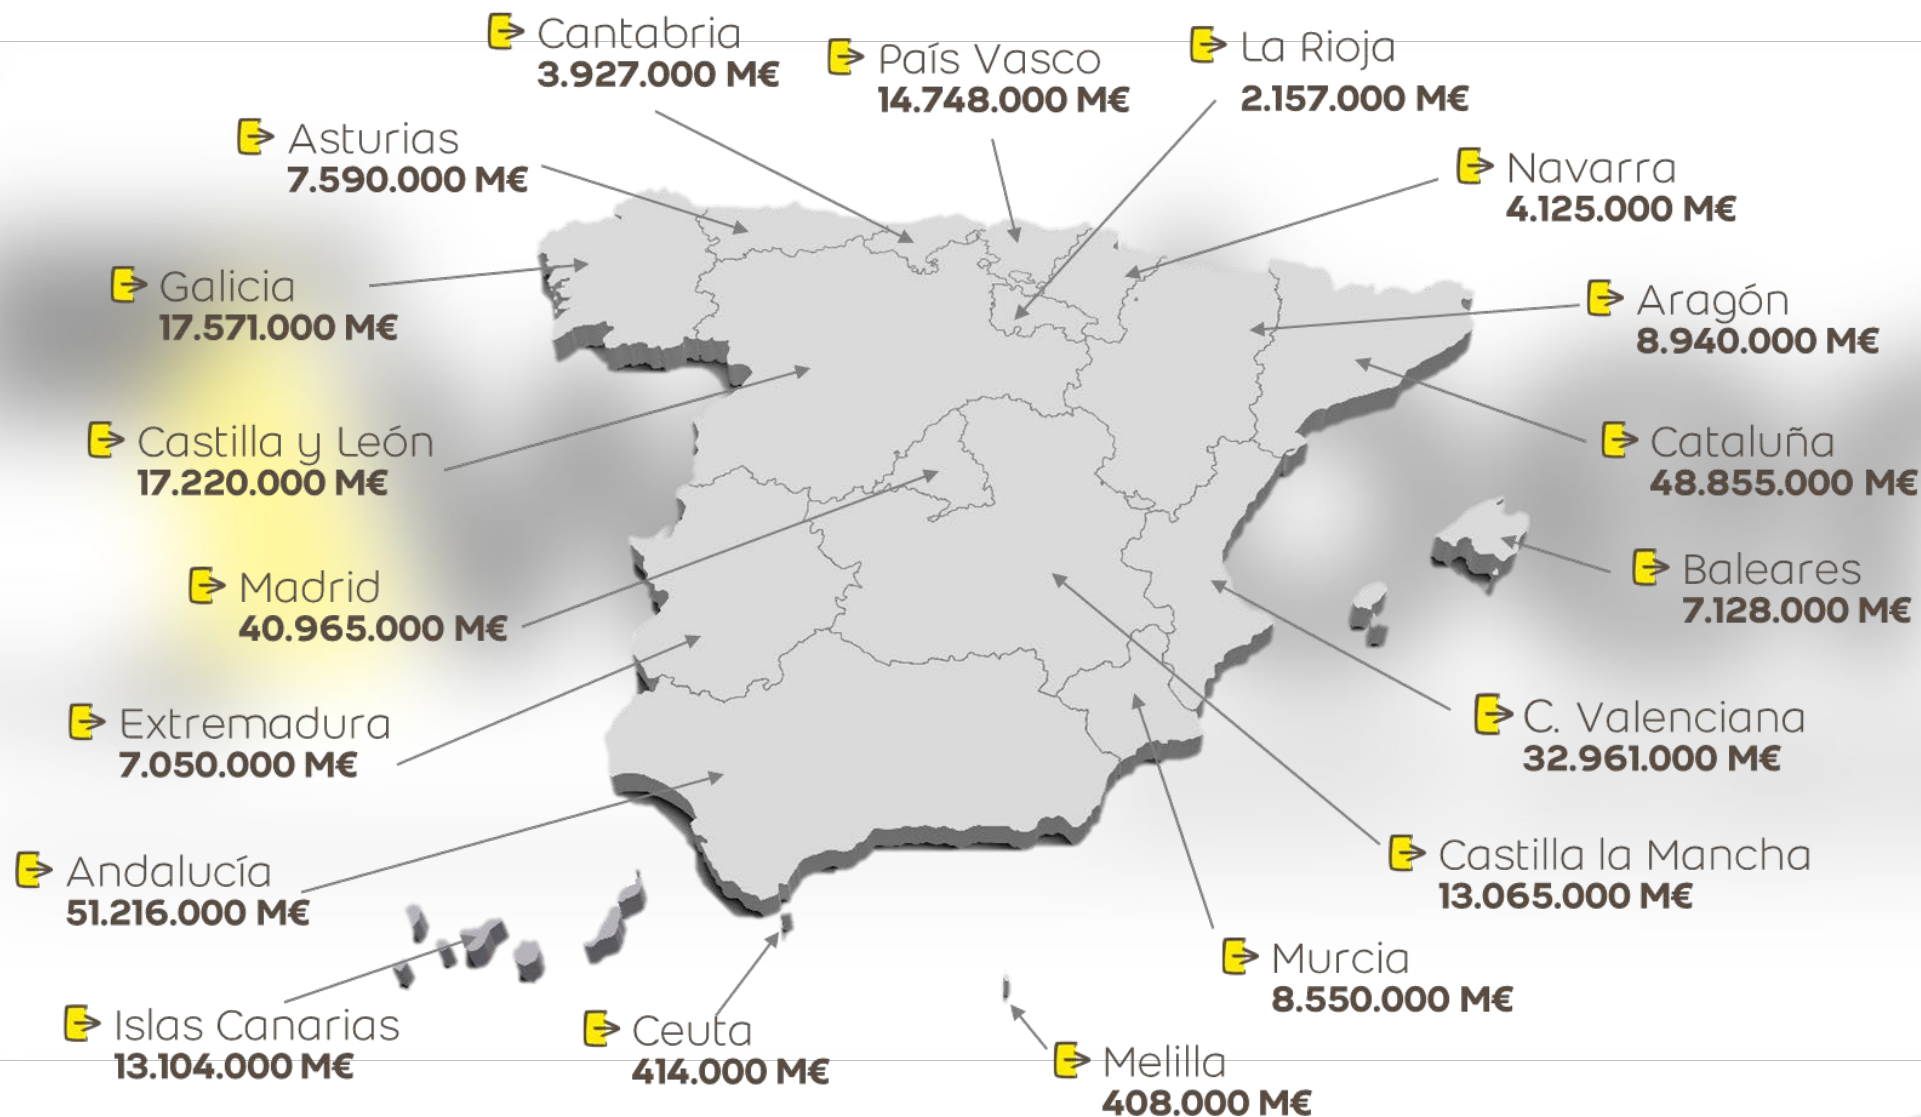 Cantabria
3.927.000 M€
País Vasco
14.748.000 M€
La Rioja
2.157.000 M€
Asturias
7.590.000 M€
Navarra
4.125.000 M€
Galicia
17.571.000 M€
Aragón
8.940.000 M€
Castilla y León
17.220.000 M€
Cataluña
48.855.000 M€
Madrid
40.965.000 M€
Baleares
7.128.000 M€
Extremadura
7.050.000 M€
C. Valenciana
32.961.000 M€
Andalucía
51.216.000 M€
Castilla la Mancha
13.065.000 M€
Murcia
8.550.000 M€
Islas Canarias
13.104.000 M€
Ceuta
414.000 M€
Melilla
408.000 M€